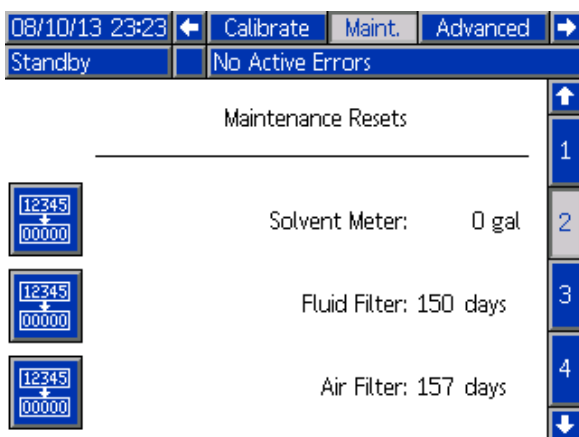 08/10/13 23:23 Calibrate Maint. Advanced
Standby No Active Errors
Maintenance Resets
1
12345
00000
Solvent Meter: 0 gal
2
12345
00000
Fluid Filter: 150 days
3
12345
00000
Air Filter: 157 days
4